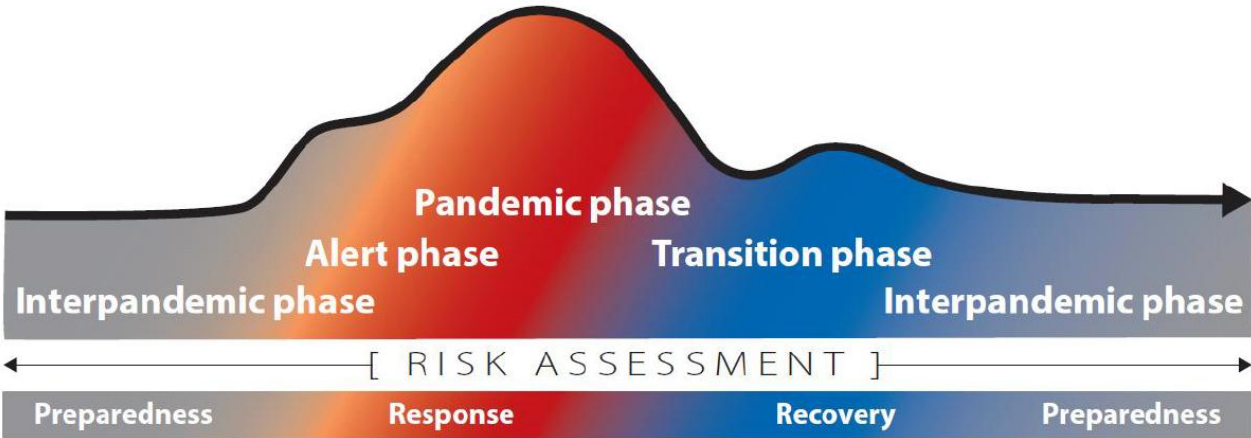 Pandemic phase
Alert phase
Transition phase
Interpandemic phase
Interpandemic phase
[ RISK ASSESSMENT ]
Preparedness
Response
Recovery
Preparedness